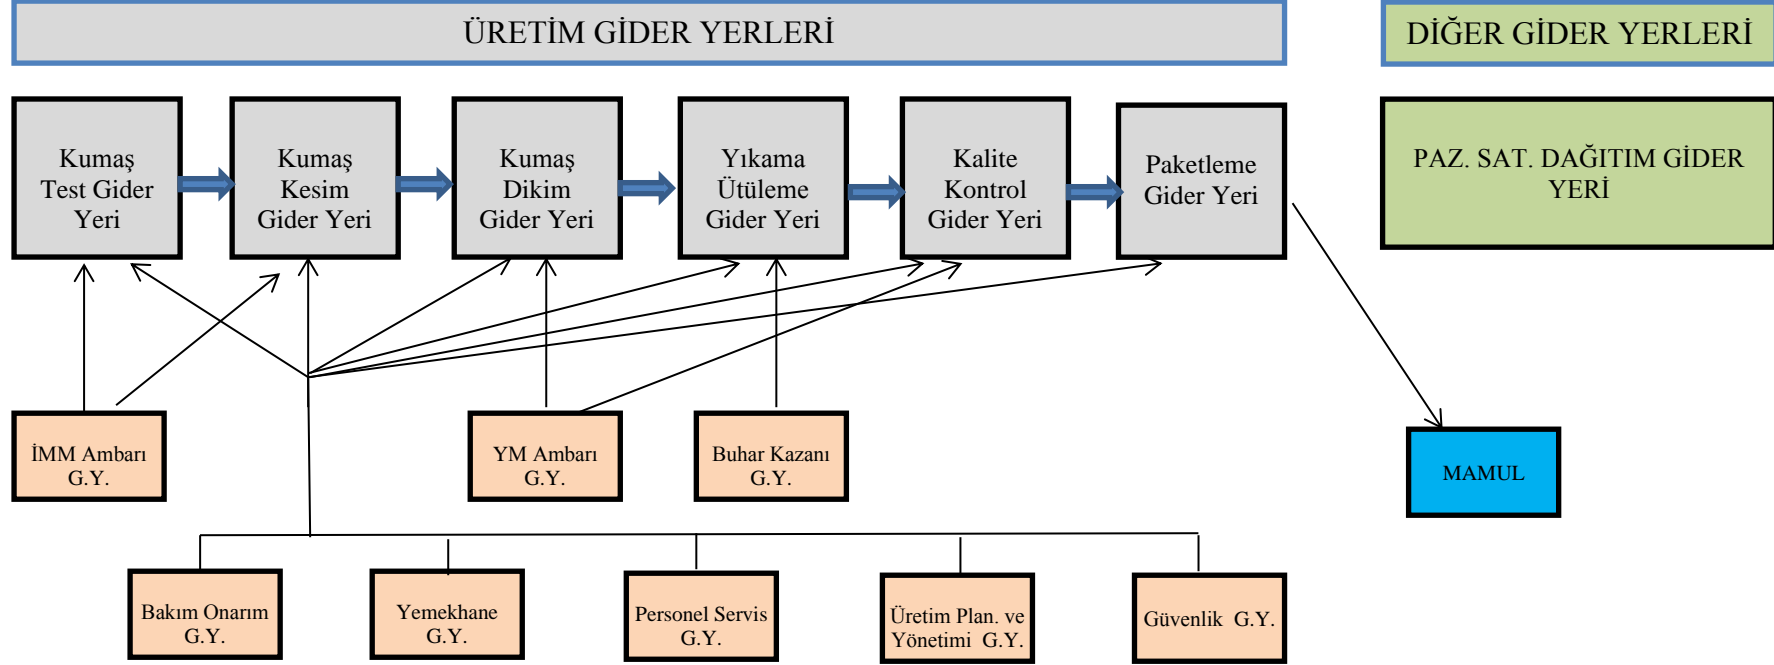 ÜRETİM GİDER YERLERİ
DİĞER GİDER YERLERİ
Kumaş
Test Gider
Yeri
Kumaş
Kesim
Gider Yeri
Kumaş
Dikim
Gider Yeri
Yıkama
Ütüleme
Gider Yeri
Kalite
Kontrol
Gider Yeri
Paketleme
Gider Yeri
PAZ. SAT. DAĞITIM GİDER
YERİ
İMM Ambarı
G.Y.
YM Ambarı
G.Y.
Buhar Kazanı
G.Y.
MAMUL
Bakım Onarım
G.Y.
Yemekhane
G.Y.
Personel Servis
G.Y.
Üretim Plan. ve
Yönetimi G.Y.
Güvenlik G.Y.